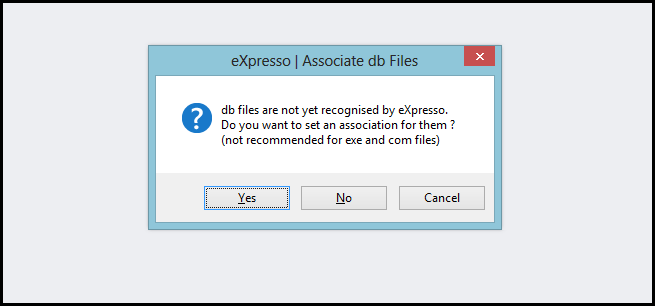 eXpresso | Associate db Files
db files are not yet recognised by eXpresso.
Do you want to set an association for them ?
(not recommended for exe and com files)
Yes
No
Cancel